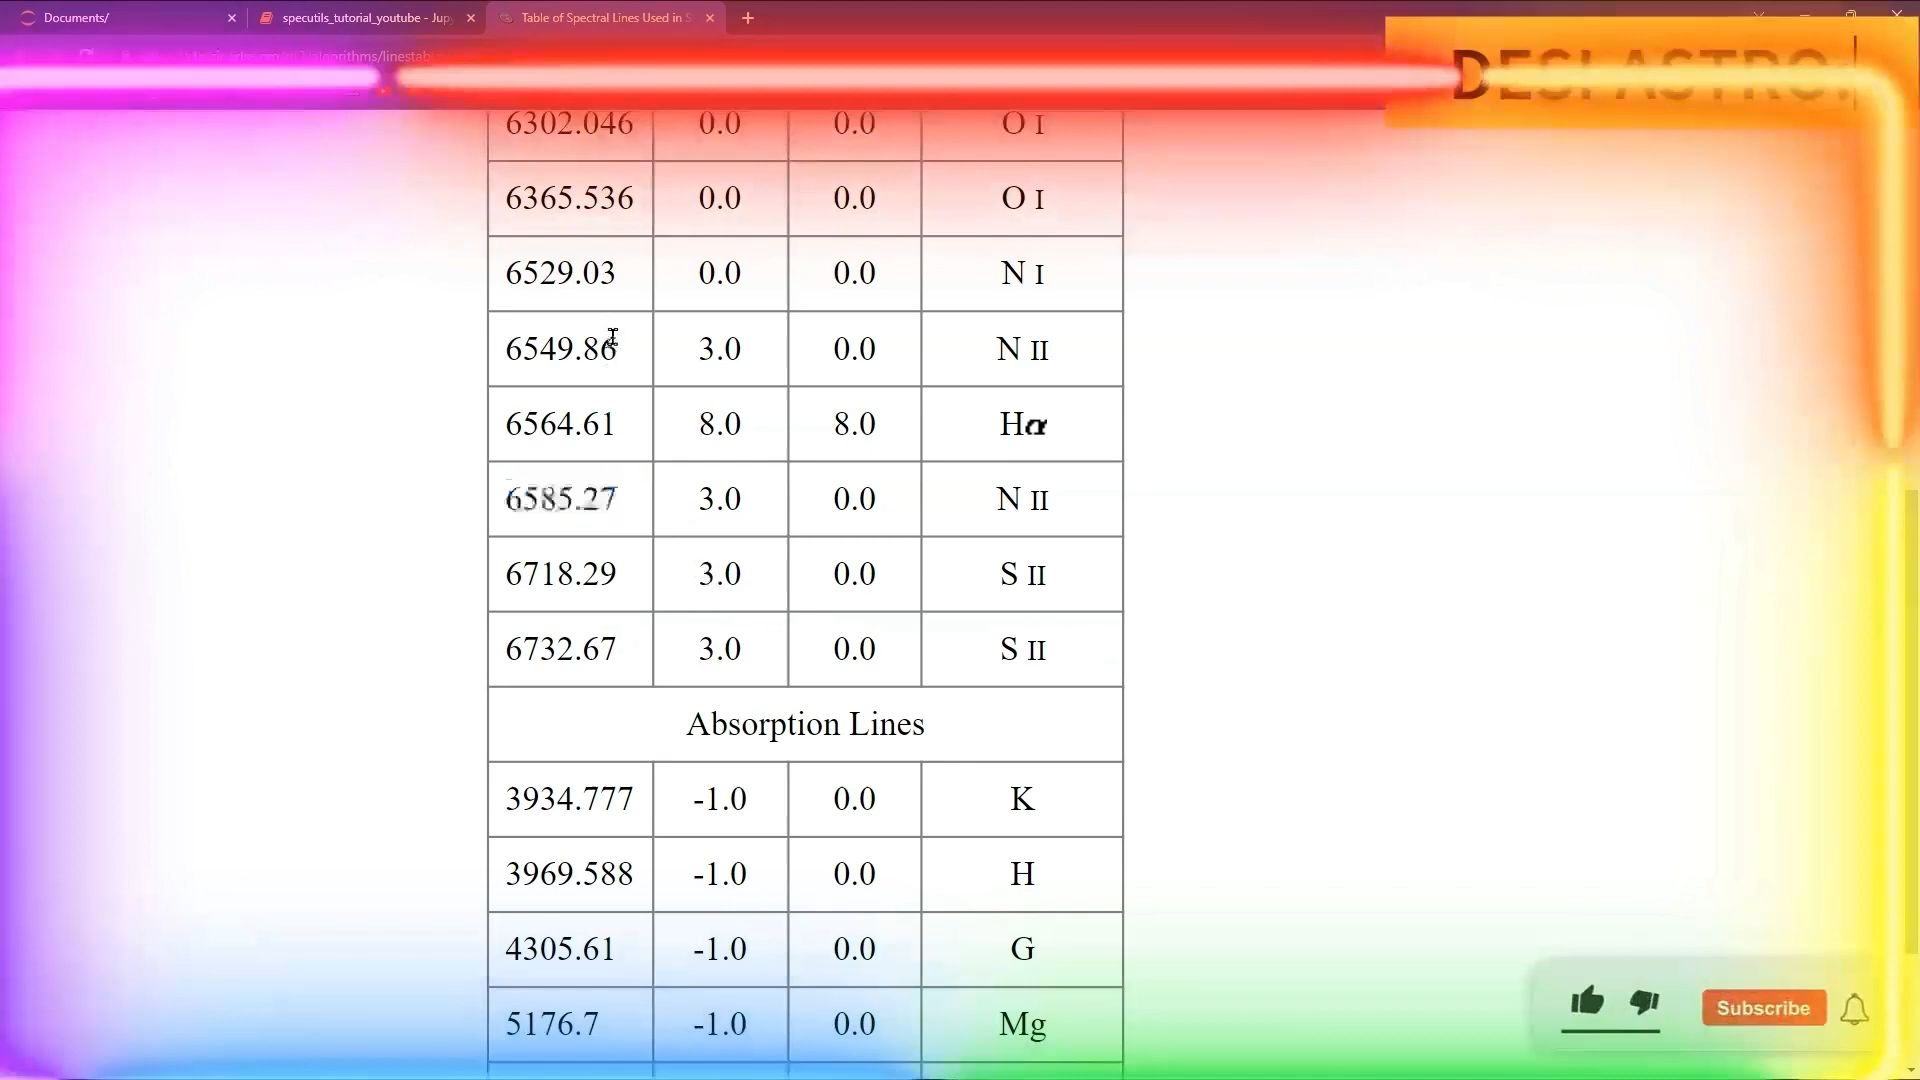 Documents/
specutils_tutorial_youtube - Jup
Table of Spectral Lines Used in S
6302.046 0.0 0.0 O I
6365.536 0.0 0.0 O I
6529.03 0.0 0.0 N I
6549.86 3.0 0.0 N II
6564.61 8.0 8.0 Hα
6585.27 3.0 0.0 N II
6718.29 3.0 0.0 S II
6732.67 3.0 0.0 S II
Absorption Lines
3934.777 -1.0 0.0 K
3969.588 -1.0 0.0 H
4305.61 -1.0 0.0 G
5176.7 -1.0 0.0 Mg
Subscribe